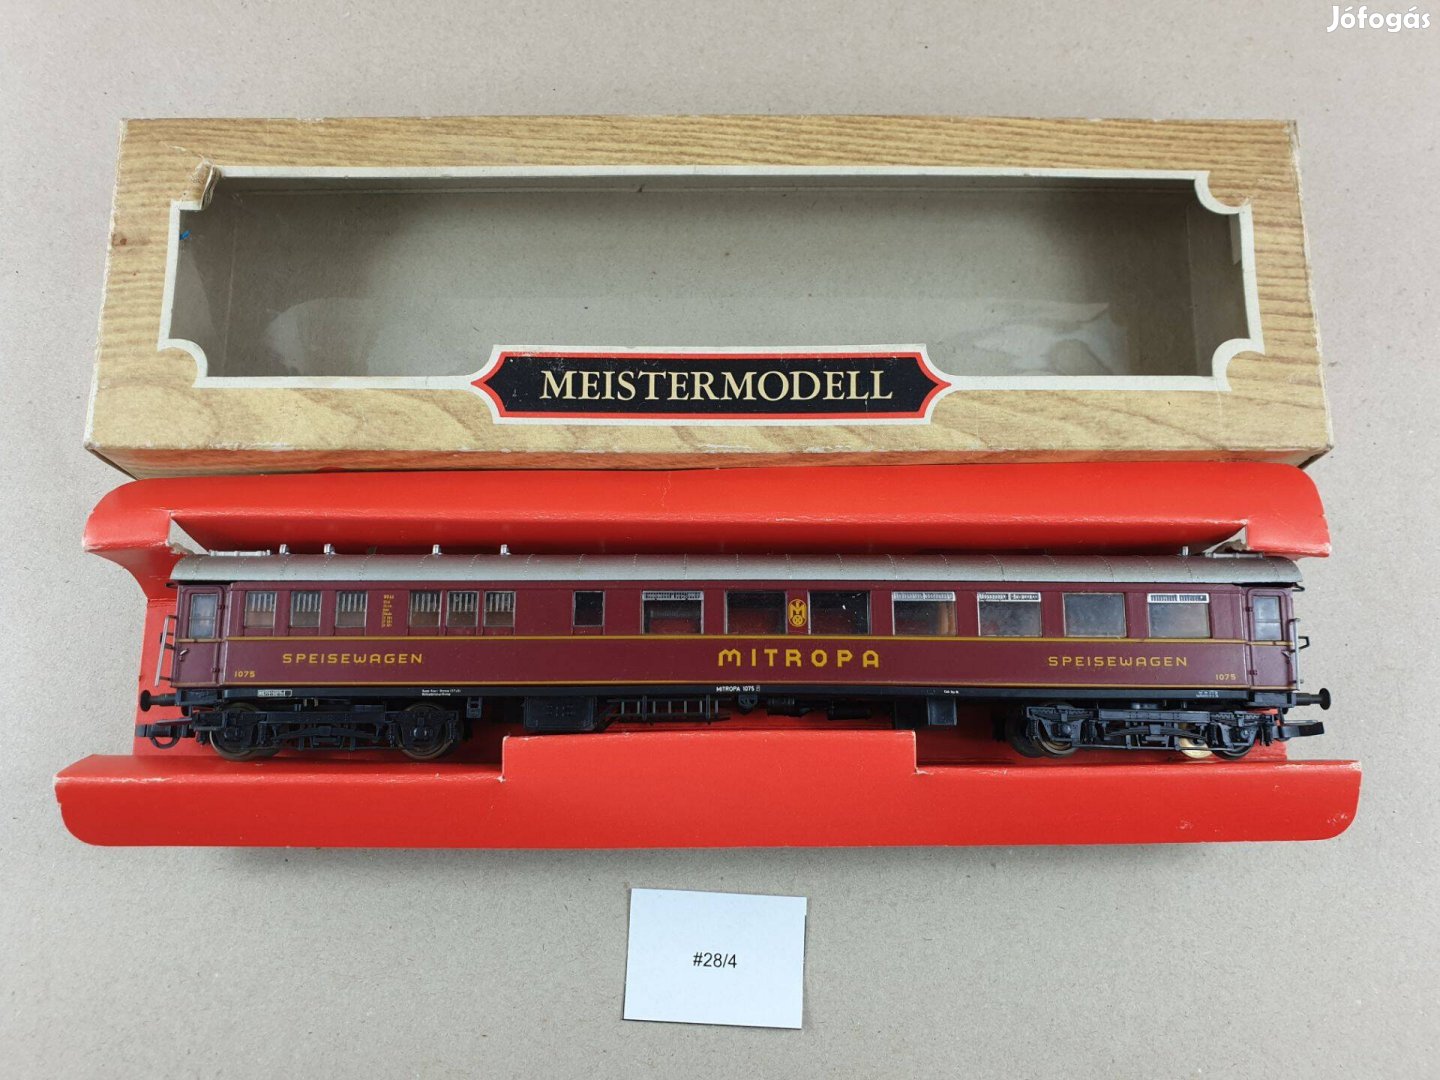 Jófogás
MEISTERMODELL
SPEISEWAGEN
MITROPA
SPEISEWAGEN
1075
1075
MITROPA 1075
#28/4